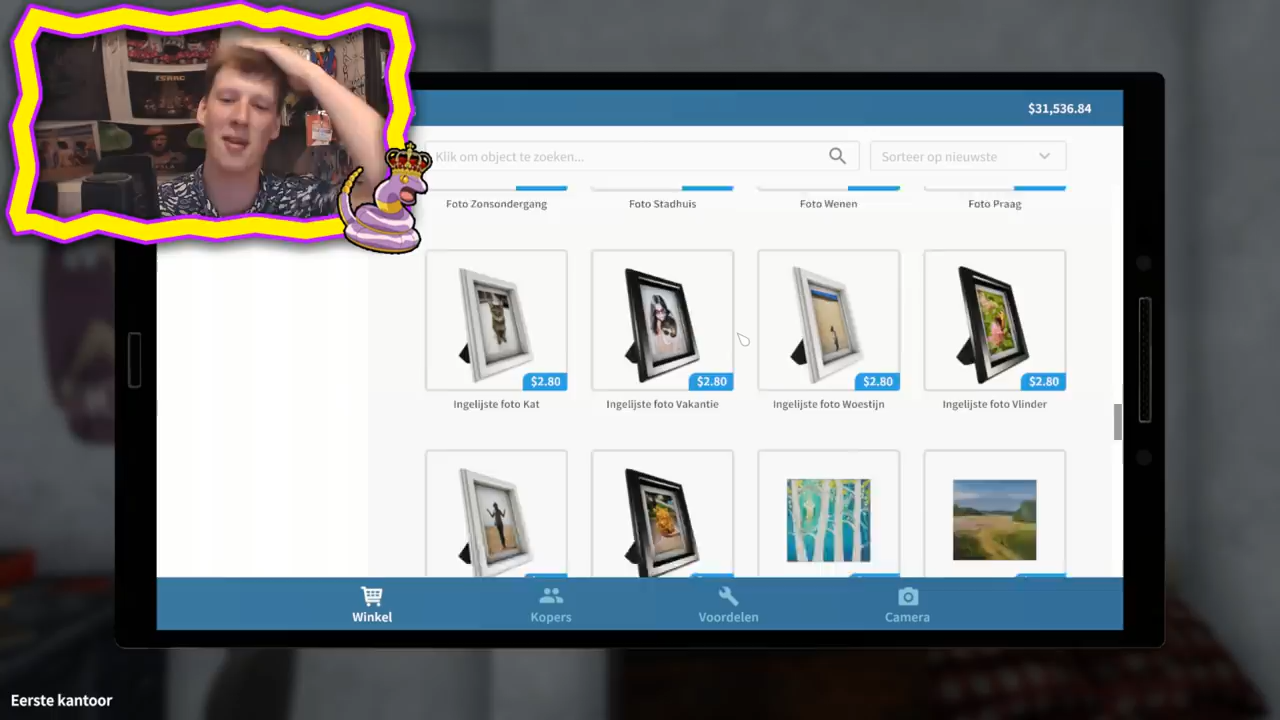 $31,536.84
Klik om object te zoeken...
Sorteer op nieuwste
Foto Zonsondergang
Foto Stadhuis
Foto Wenen
Foto Praag
$2.80
$2.80
$2.80
$2.80
Ingelijste foto Kat
Ingelijste foto Vakantie
Ingelijste foto Woestijn
Ingelijste foto Vlinder
Winkel
Kopers
Voordelen
Camera
Eerste kantoor